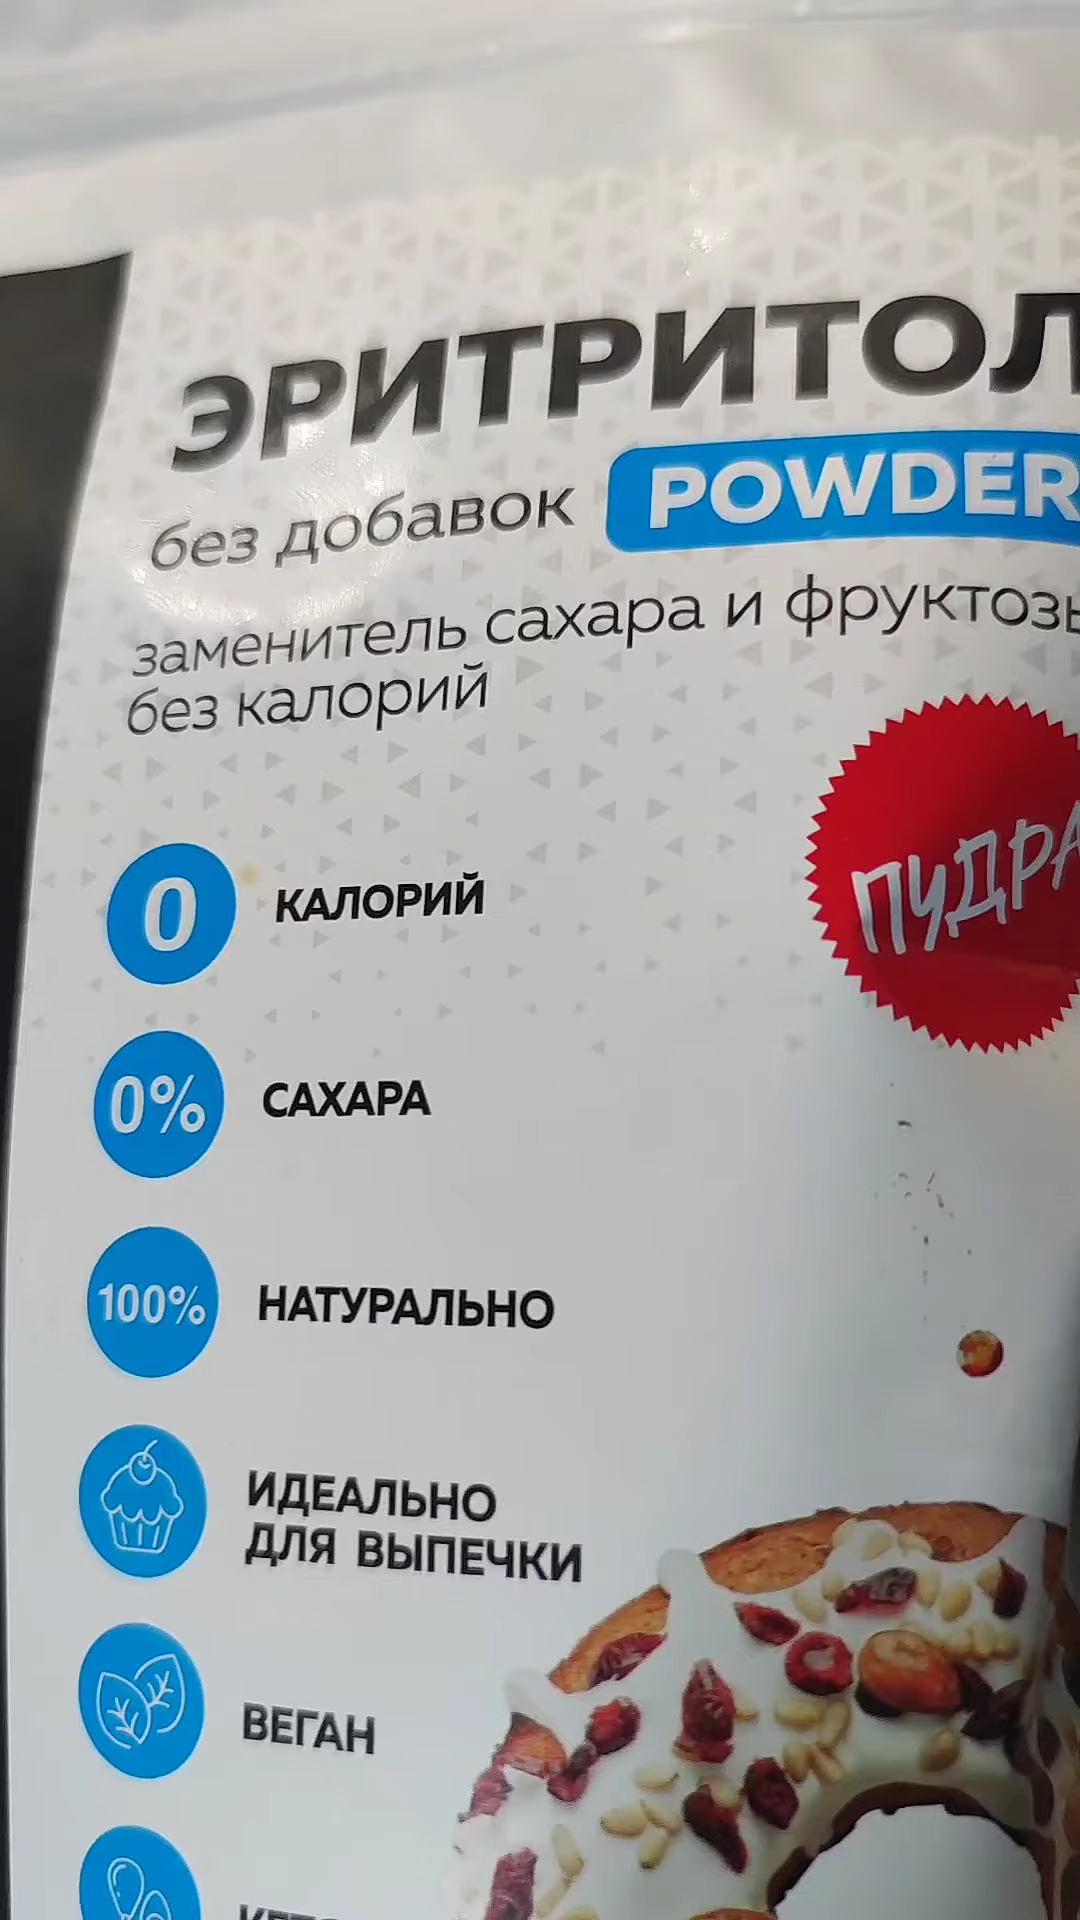 ЭРИТРИТОЛ
без добавок POWDER
заменитель сахара и фруктозы
без калорий
ПУДРА
0 КАЛОРИЙ
0% САХАРА
100% НАТУРАЛЬНО
ИДЕАЛЬНО
ДЛЯ ВЫПЕЧКИ
ВЕГАН